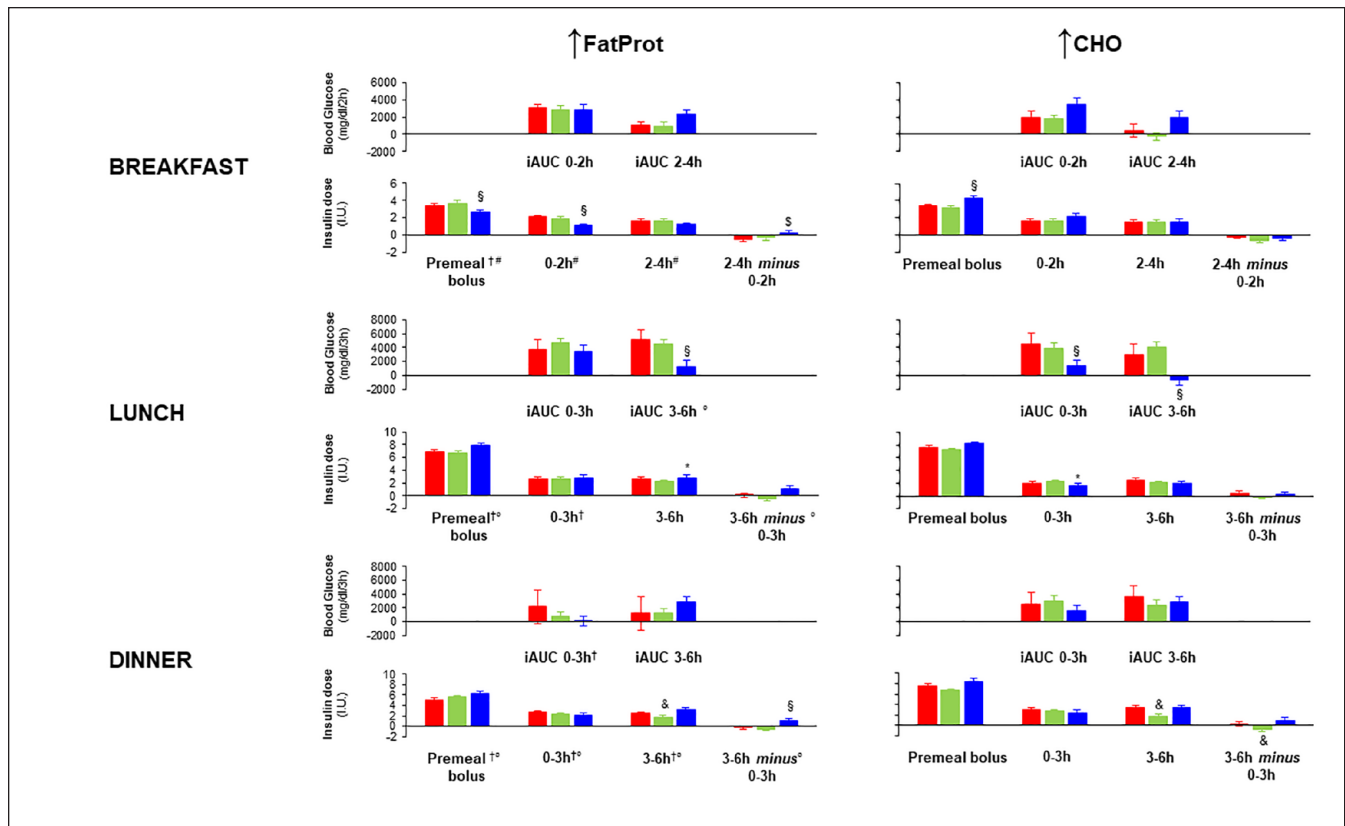 ↑FatProt ↑CHO
BREAKFAST
Blood Glucose
(mg/dl/2h)
6000
4000
2000
0
-2000
iAUC 0-2h iAUC 2-4h
iAUC 0-2h iAUC 2-4h
Insulin dose
(I.U.)
6
4
2
0
-2
§ § $
§
Premeal †# 0-2h# 2-4h# 2-4h minus
bolus 0-2h
Premeal bolus 0-2h 2-4h 2-4h minus
0-2h
LUNCH
Blood Glucose
(mg/dl/3h)
8000
6000
4000
2000
0
-2000
§
§ §
iAUC 0-3h iAUC 3-6h °
iAUC 0-3h iAUC 3-6h
Insulin dose
(I.U.)
10
8
6
4
2
0
-2
*
*
Premeal†° 0-3h† 3-6h 3-6h minus °
bolus 0-3h
Premeal bolus 0-3h 3-6h 3-6h minus
0-3h
DINNER
Blood Glucose
(mg/dl/3h)
8000
6000
4000
2000
0
-2000
iAUC 0-3h† iAUC 3-6h
iAUC 0-3h iAUC 3-6h
Insulin dose
(I.U.)
10
8
6
4
2
0
-2
& §
& &
Premeal †° 0-3h†° 3-6h†° 3-6h minus°
bolus 0-3h
Premeal bolus 0-3h 3-6h 3-6h minus
0-3h